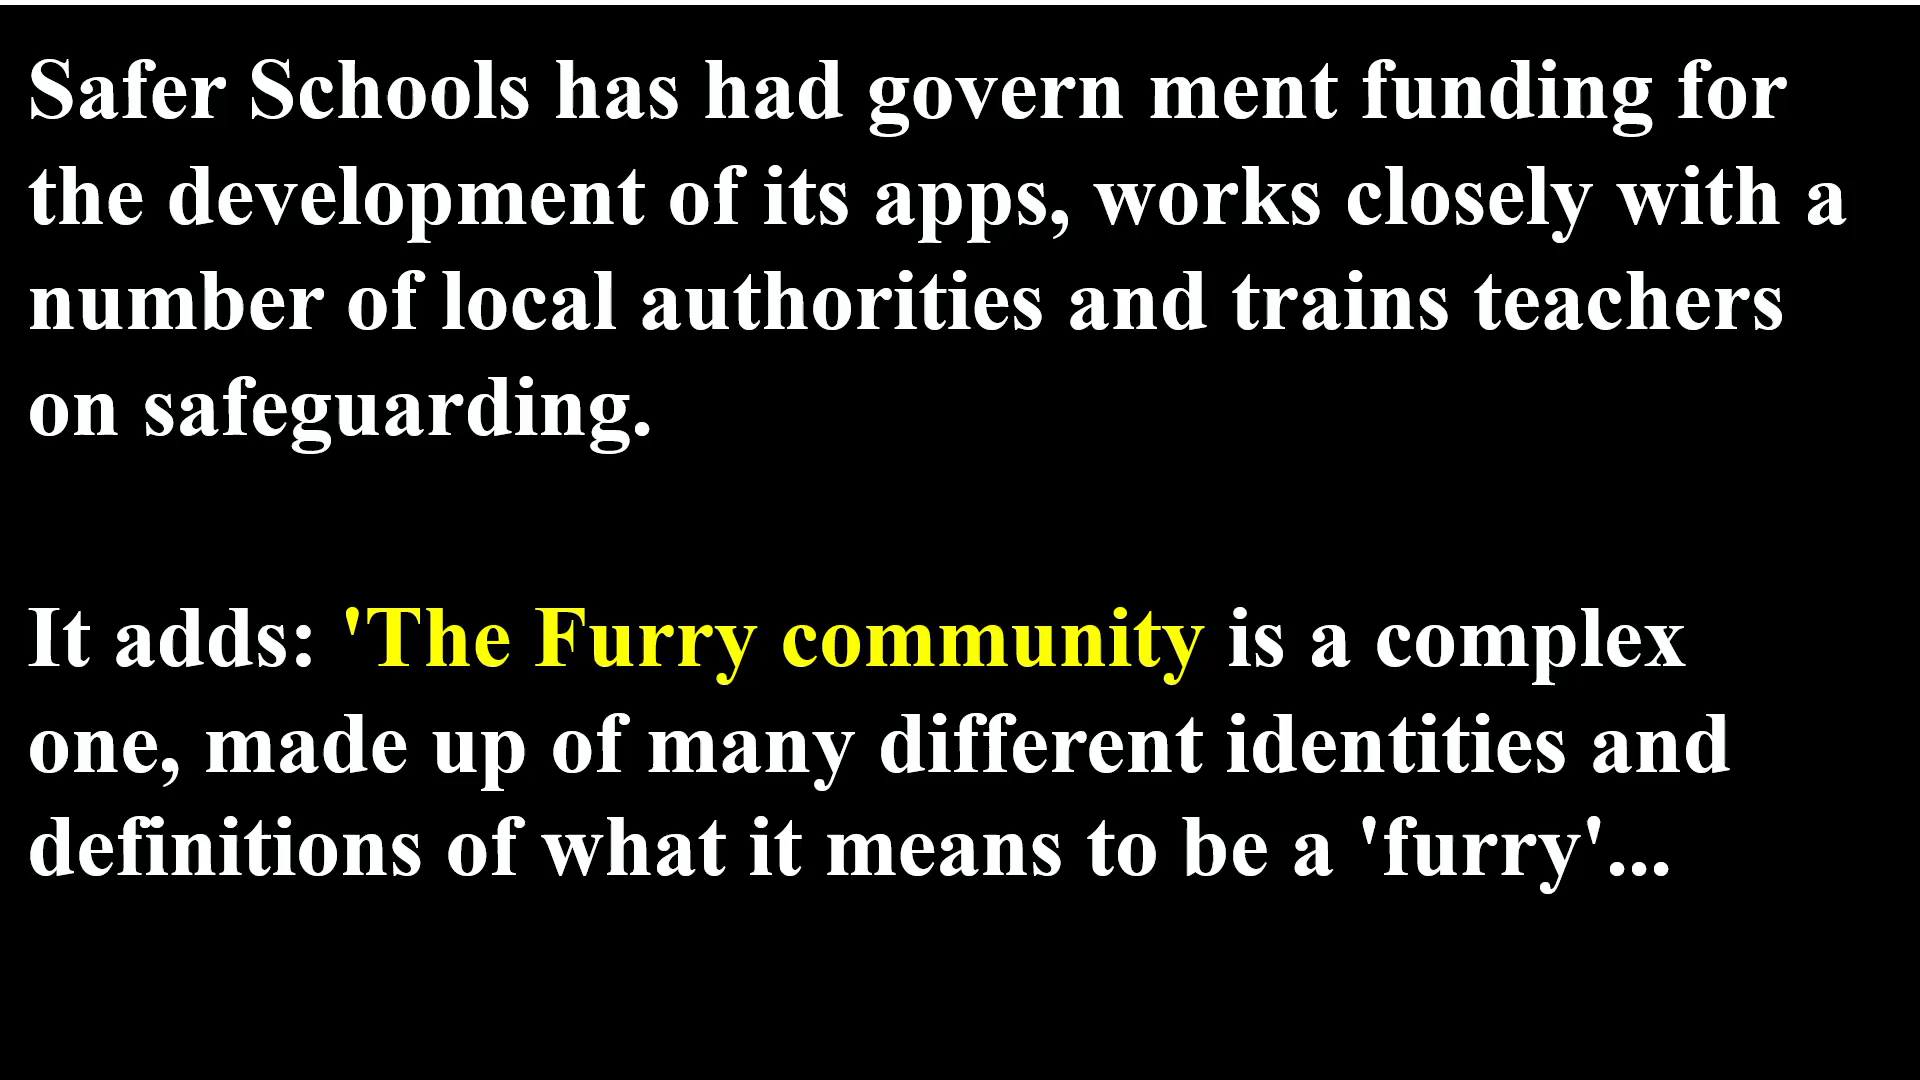 Safer Schools has had govern ment funding for
the development of its apps, works closely with a
number of local authorities and trains teachers
on safeguarding.
It adds: 'The Furry community is a complex
one, made up of many different identities and
definitions of what it means to be a 'furry'...